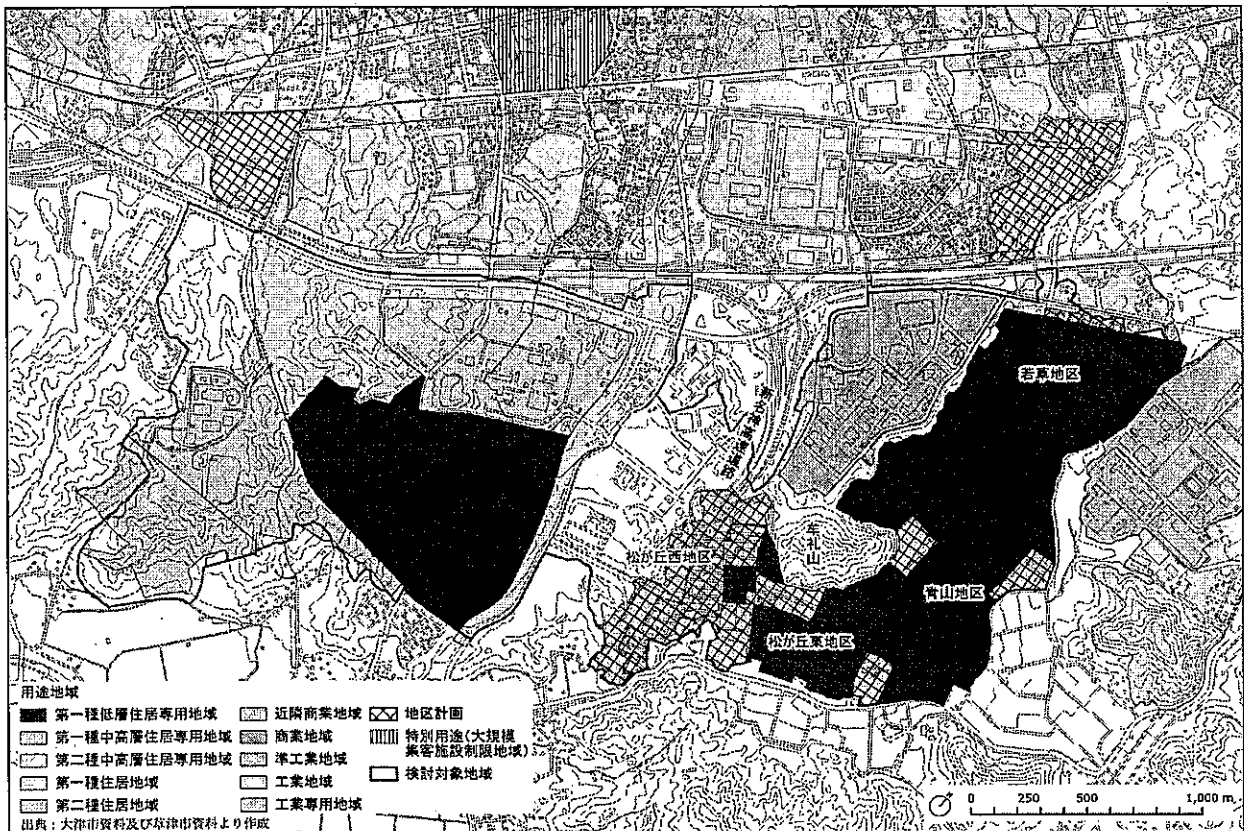 若草地区
牟礼山
松が丘西地区
青山地区
松が丘東地区
用途地域
第一種低層住居専用地域
第一種中高層住居専用地域
第二種中高層住居専用地域
第一種住居地域
第二種住居地域
近隣商業地域
商業地域
準工業地域
工業地域
工業専用地域
地区計画
特別用途(大規模
集客施設制限地域)
検討対象地域
出典:大津市資料及び草津市資料より作成
0 250 500 1,000 m